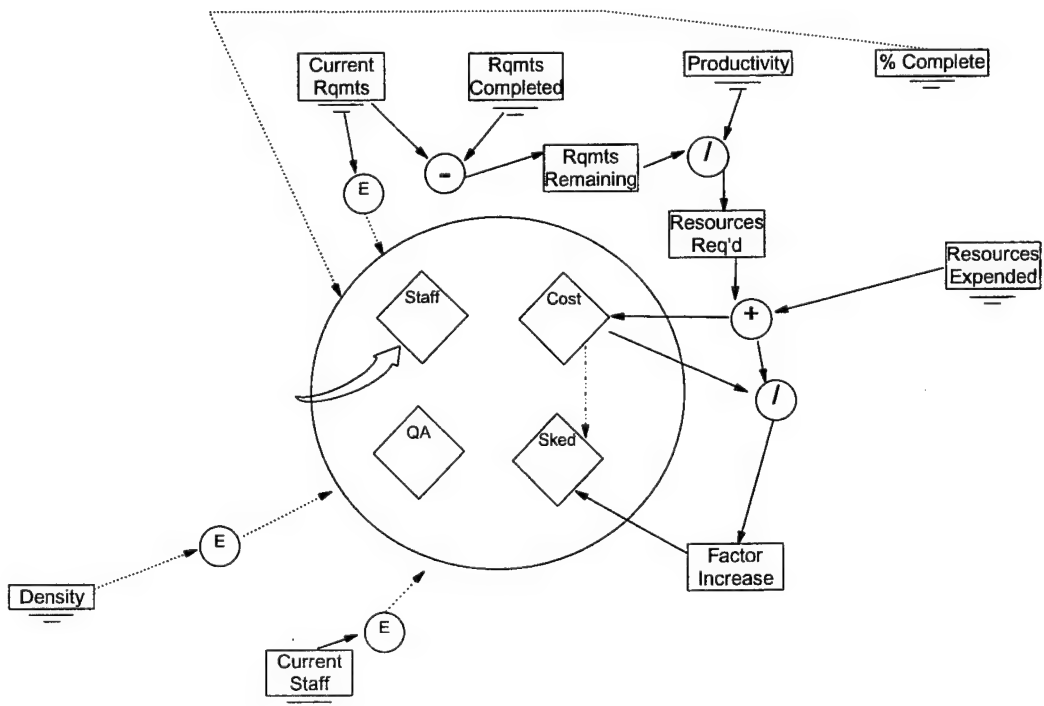 Current
Rqmts
Rqmts
Completed
Productivity
% Complete
-
/
Rqmts
Remaining
E
Resources
Req'd
Resources
Expended
Staff
Cost
+
/
QA
Sked
E
Factor
Increase
Density
E
Current
Staff